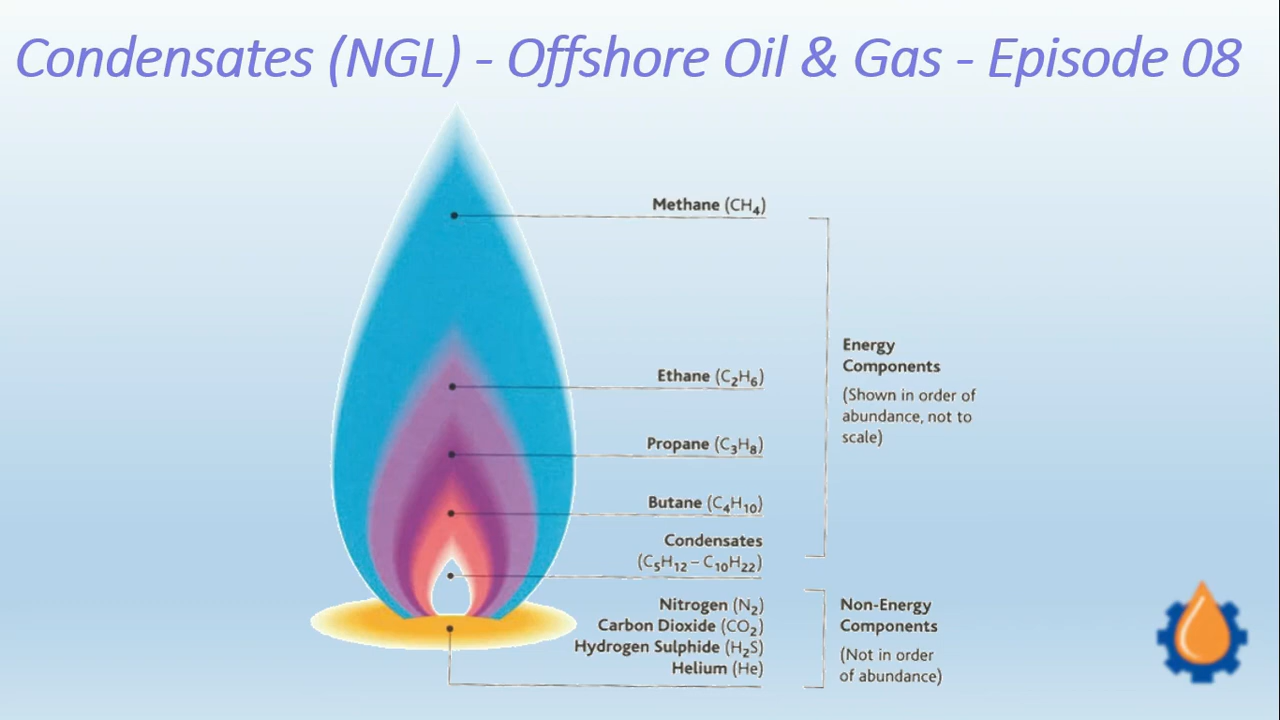 Condensates (NGL) - Offshore Oil & Gas - Episode 08
Methane (CH₄)
Ethane (C₂H₆)
Propane (C₃H₈)
Butane (C₄H₁₀)
Condensates
(C₅H₁₂ – C₁₀H₂₂)
Energy
Components
(Shown in order of
abundance, not to
scale)
Nitrogen (N₂)
Carbon Dioxide (CO₂)
Hydrogen Sulphide (H₂S)
Helium (He)
Non-Energy
Components
(Not in order
of abundance)